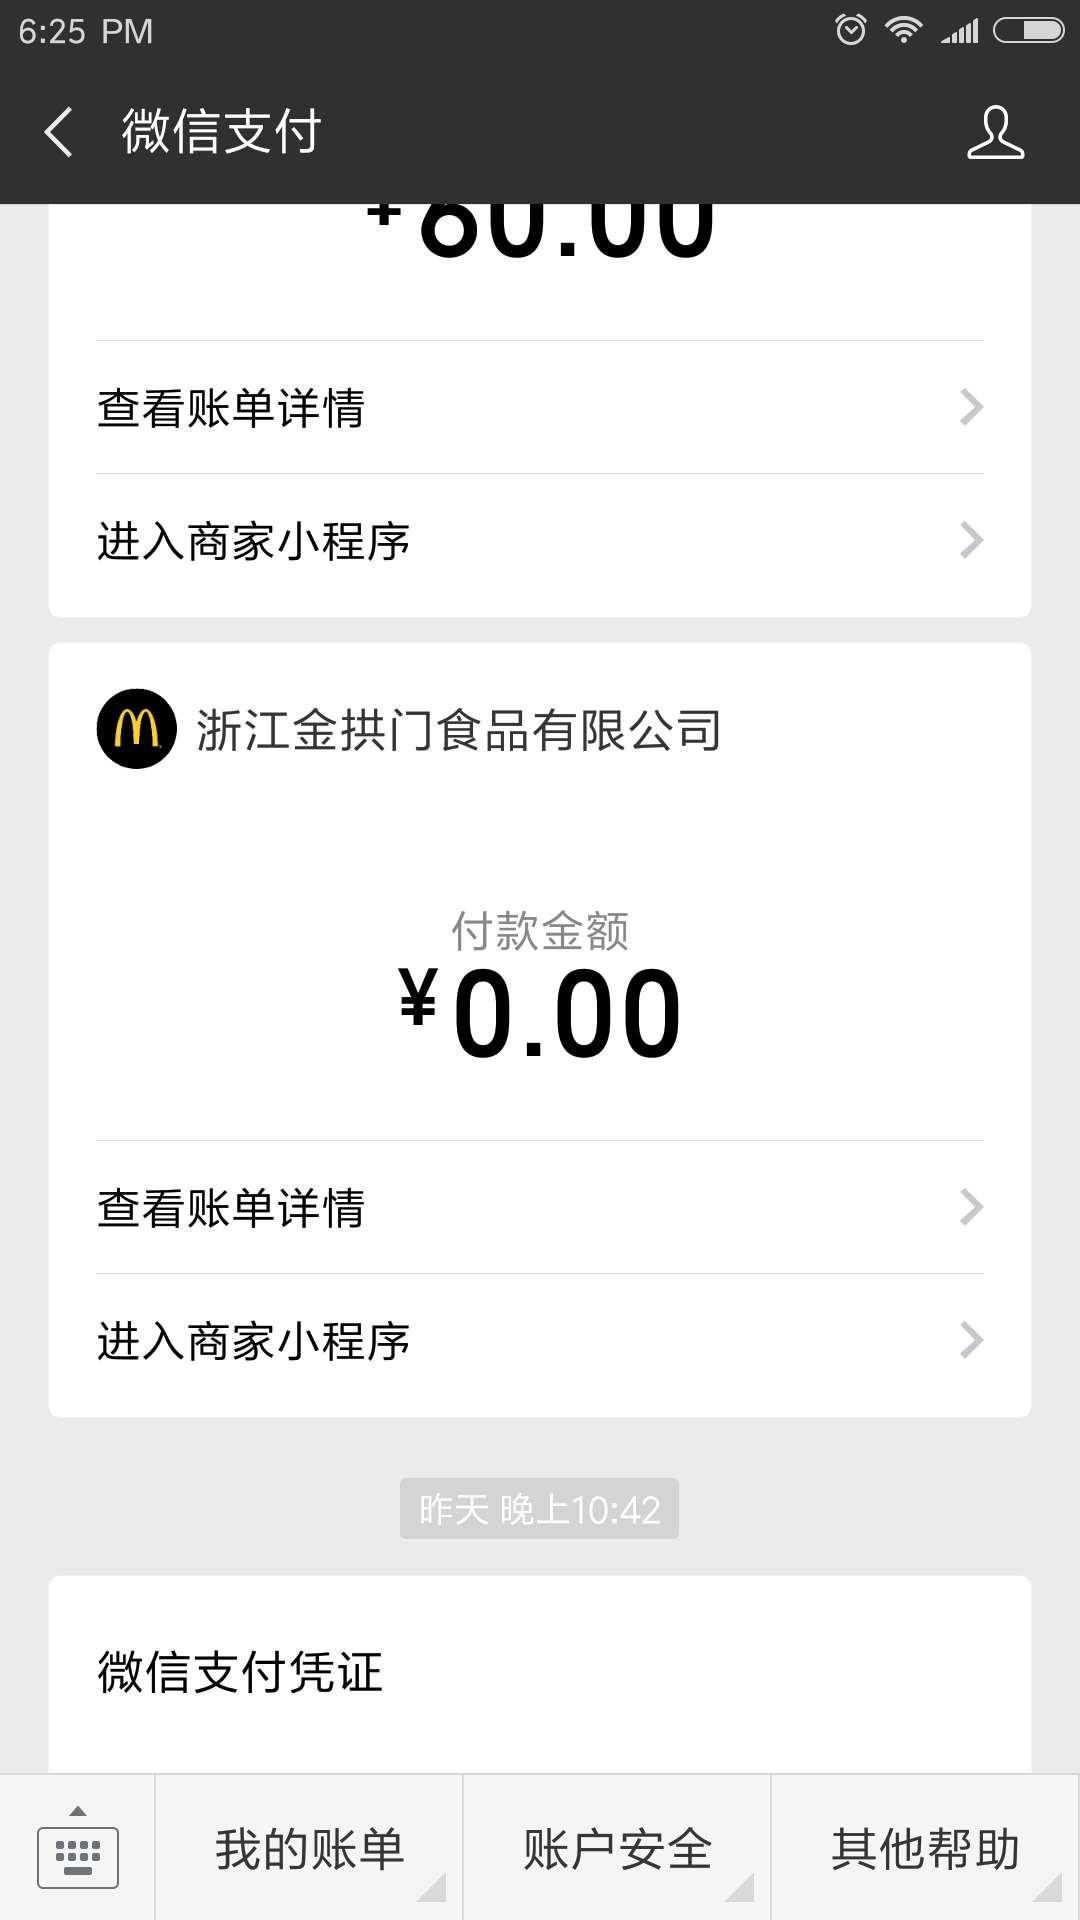 6:25 PM
微信支付
¥60.00
查看账单详情
进入商家小程序
浙江金拱门食品有限公司
付款金额
¥0.00
查看账单详情
进入商家小程序
昨天 晚上10:42
微信支付凭证
我的账单
账户安全
其他帮助